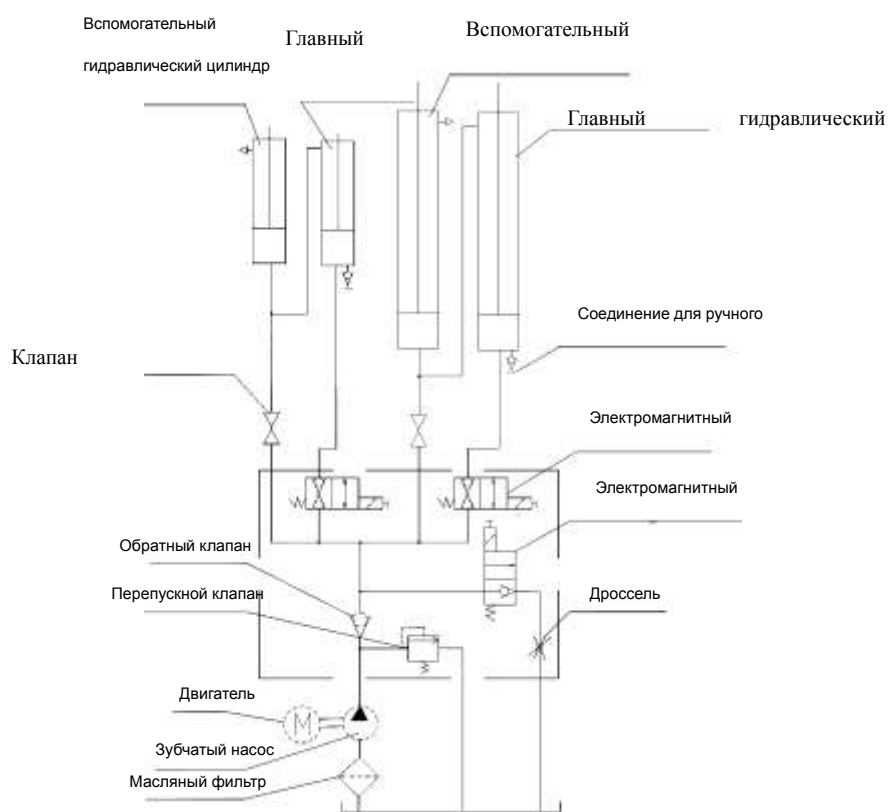 Вспомогательный
гидравлический цилиндр
Главный
Вспомогательный
Главный гидравлический
Соединение для ручного
Клапан
Электромагнитный
Электромагнитный
Обратный клапан
Перепускной клапан
Дроссель
Двигатель
M
Зубчатый насос
Масляный фильтр